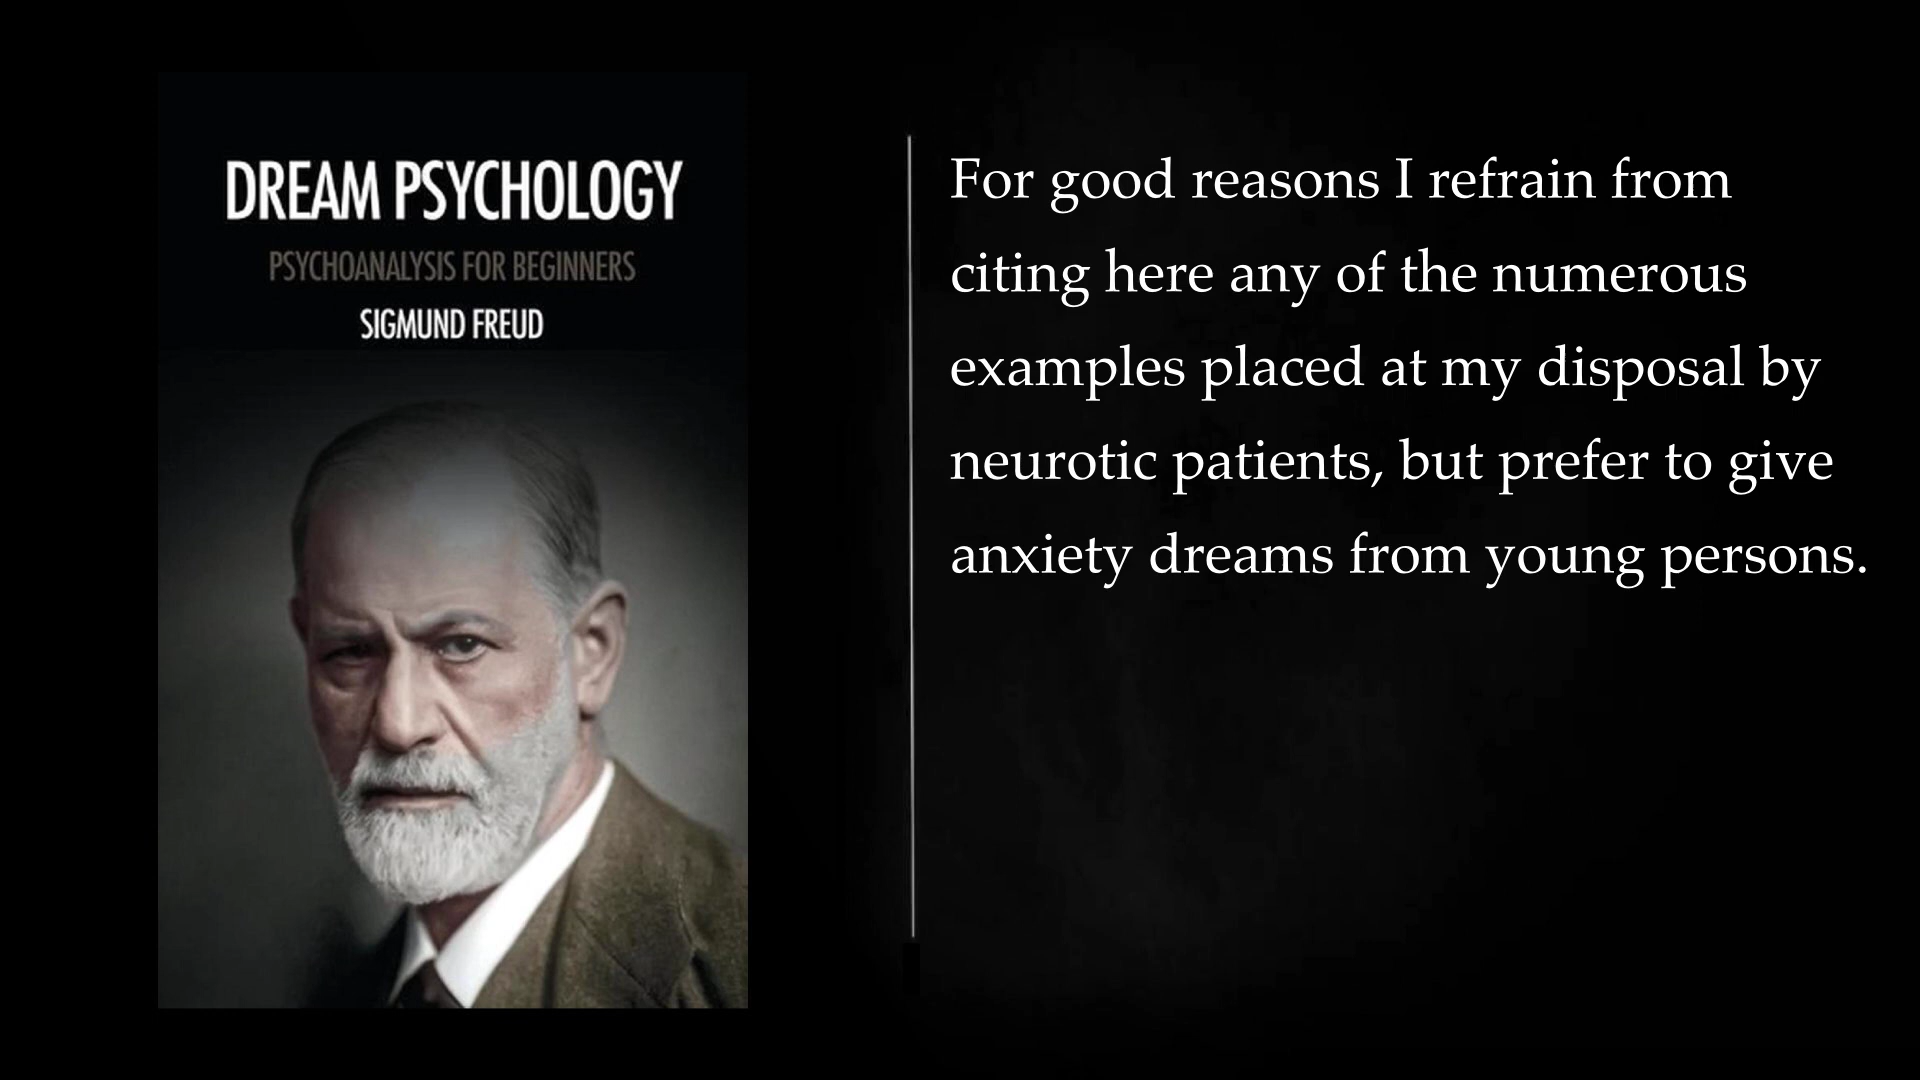 DREAM PSYCHOLOGY
PSYCHOANALYSIS FOR BEGINNERS
SIGMUND FREUD
For good reasons I refrain from
citing here any of the numerous
examples placed at my disposal by
neurotic patients, but prefer to give
anxiety dreams from young persons.